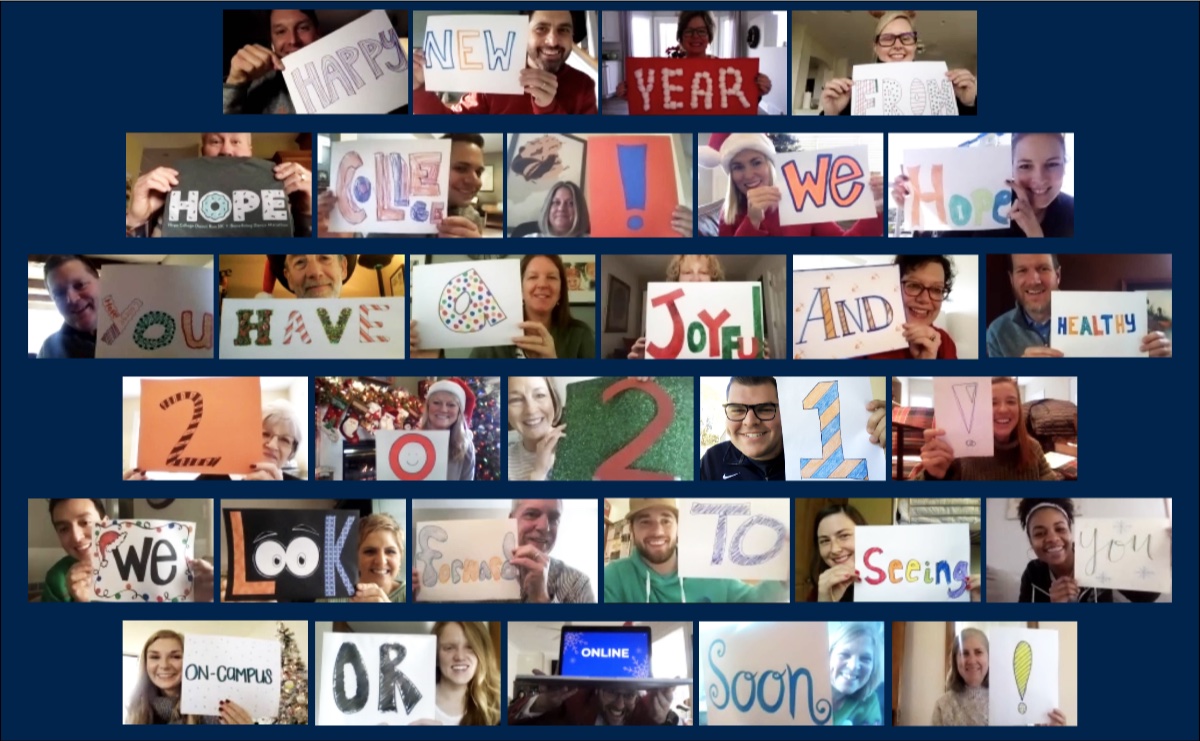 HAPPY NEW YEAR FROM
HOPE COLLEGE ! we Hope
YOU HAVE a JOYFUL AND HEALTHY
2 0 2 1 !
We LOOK Forward TO Seeing you
ON-CAMPUS OR ONLINE Soon !